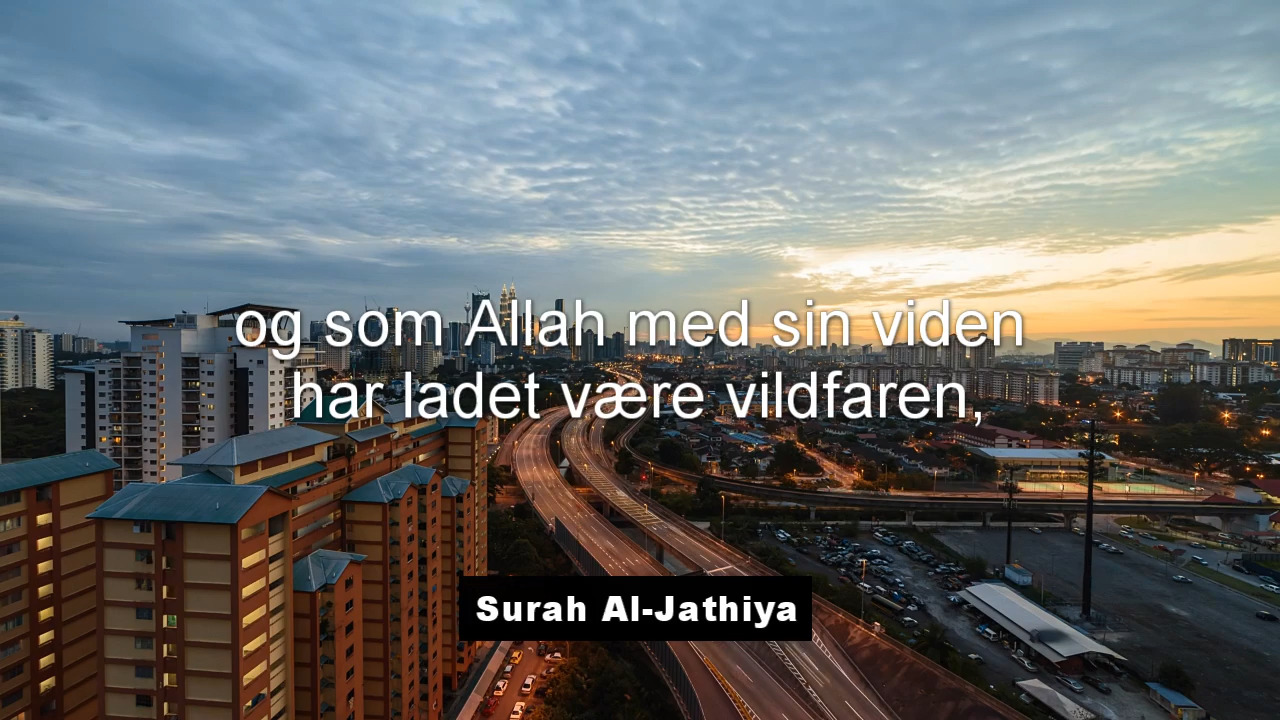 og som Allah med sin viden
har ladet være vildfaren,
Surah Al-Jathiya